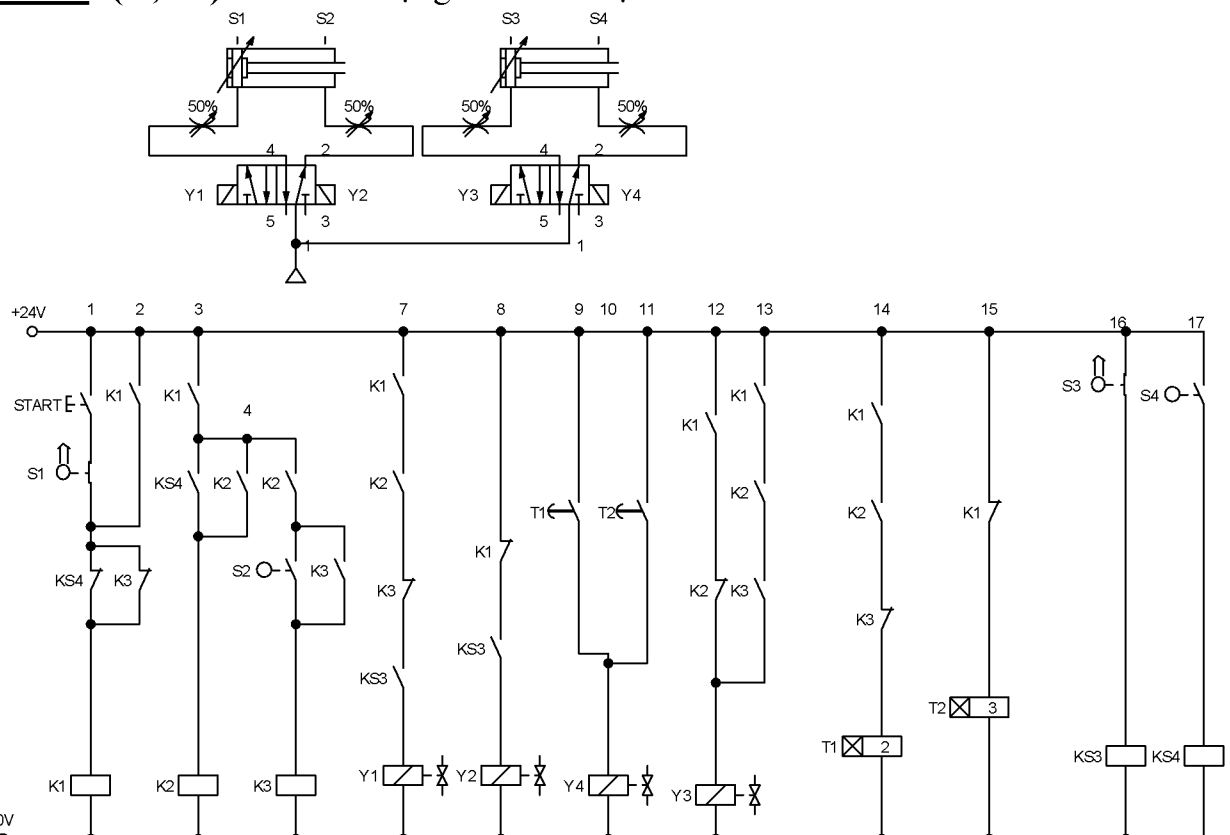 S1 S2 S3 S4
50% 50% 50% 50%
4 2 4 2
Y1 Y2 Y3 Y4
5 3 5 3
1 1
+24V 1 2 3 7 8 9 10 11 12 13 14 15 16 17
START K1 K1 K1 K1 S3 S4
4 K1 K1
S1 KS4 K2 K2 K2 K2
T1 T2 K2 K1
K1
KS4 K3 S2 K3 K3 K2 K3
K3
KS3 KS3
T2 3
T1 2 KS3 KS4
K1 K2 K3 Y1 Y2 Y4 Y3